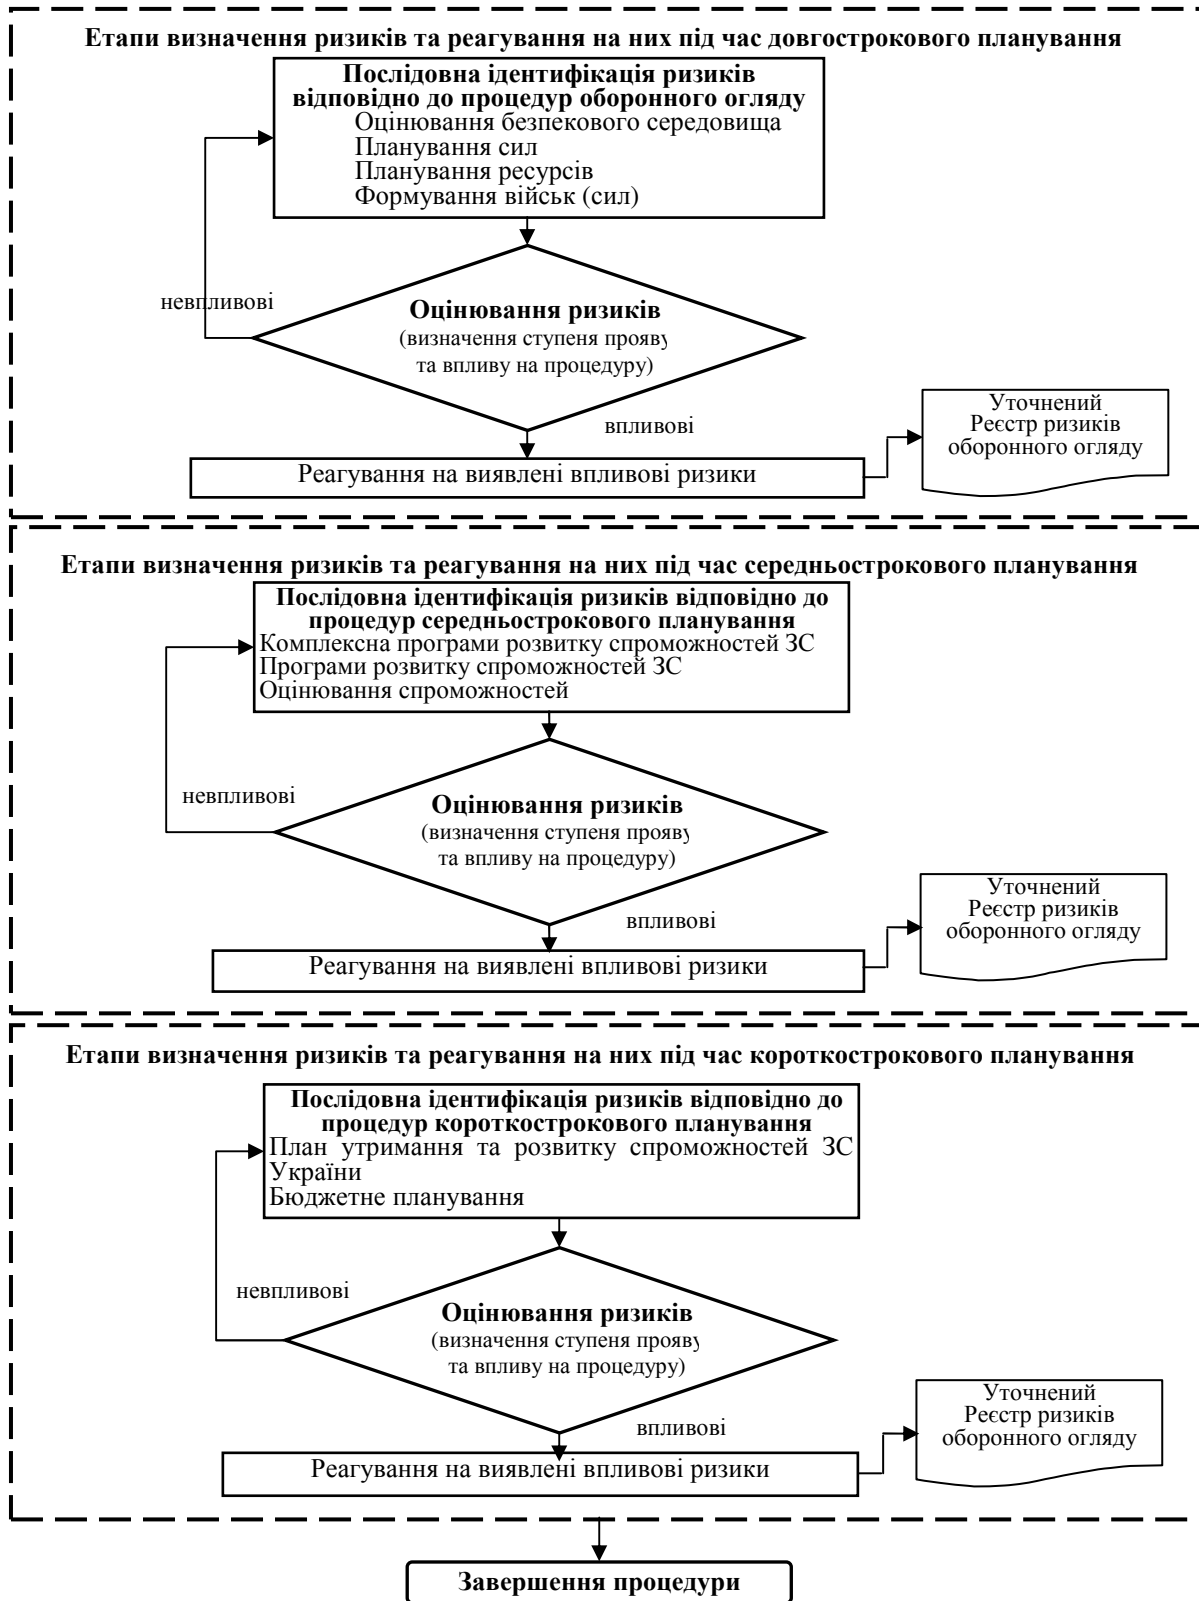 Етапи визначення ризиків та реагування на них під час довгострокового планування
Послідовна ідентифікація ризиків
відповідно до процедур оборонного огляду
Оцінювання безпекового середовища
Планування сил
Планування ресурсів
Формування військ (сил)
невпливові
Оцінювання ризиків
(визначення ступеня прояву
та впливу на процедуру)
впливові
Уточнений
Реєстр ризиків
оборонного огляду
Реагування на виявлені впливові ризики
Етапи визначення ризиків та реагування на них під час середньострокового планування
Послідовна ідентифікація ризиків відповідно до
процедур середньострокового планування
Комплексна програми розвитку спроможностей ЗС
Програми розвитку спроможностей ЗС
Оцінювання спроможностей
невпливові
Оцінювання ризиків
(визначення ступеня прояву
та впливу на процедуру)
впливові
Уточнений
Реєстр ризиків
оборонного огляду
Реагування на виявлені впливові ризики
Етапи визначення ризиків та реагування на них під час короткострокового планування
Послідовна ідентифікація ризиків відповідно до
процедур короткострокового планування
План утримання та розвитку спроможностей ЗС
України
Бюджетне планування
невпливові
Оцінювання ризиків
(визначення ступеня прояву
та впливу на процедуру)
впливові
Уточнений
Реєстр ризиків
оборонного огляду
Реагування на виявлені впливові ризики
Завершення процедури